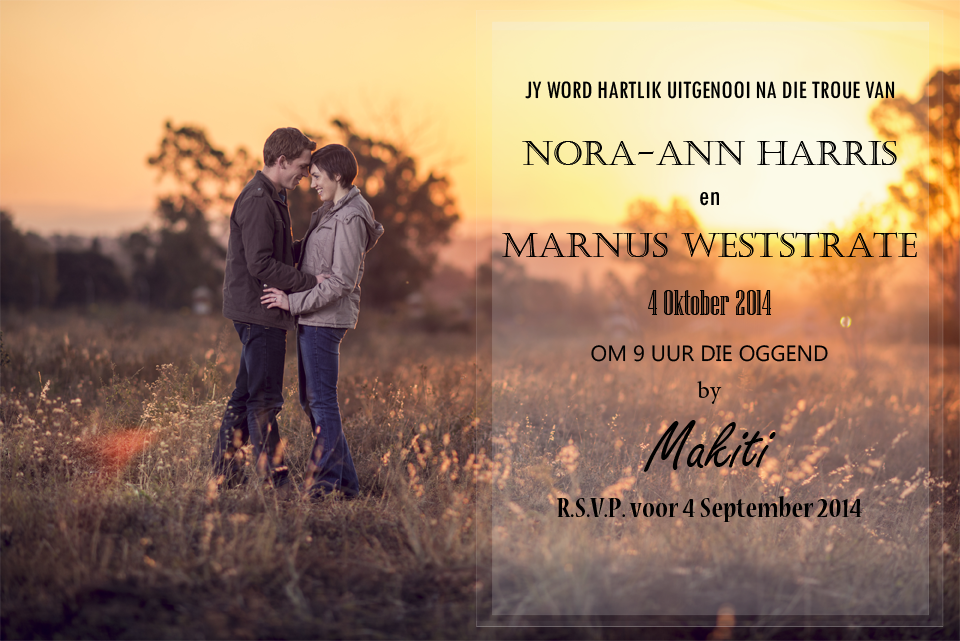 JY WORD HARTLIK UITGENOOI NA DIE TROUE VAN
NORA-ANN HARRIS
en
MARNUS WESTSTRATE
4 Oktober 2014
OM 9 UUR DIE OGGEND
by
Makiti
R.S.V.P. voor 4 September 2014